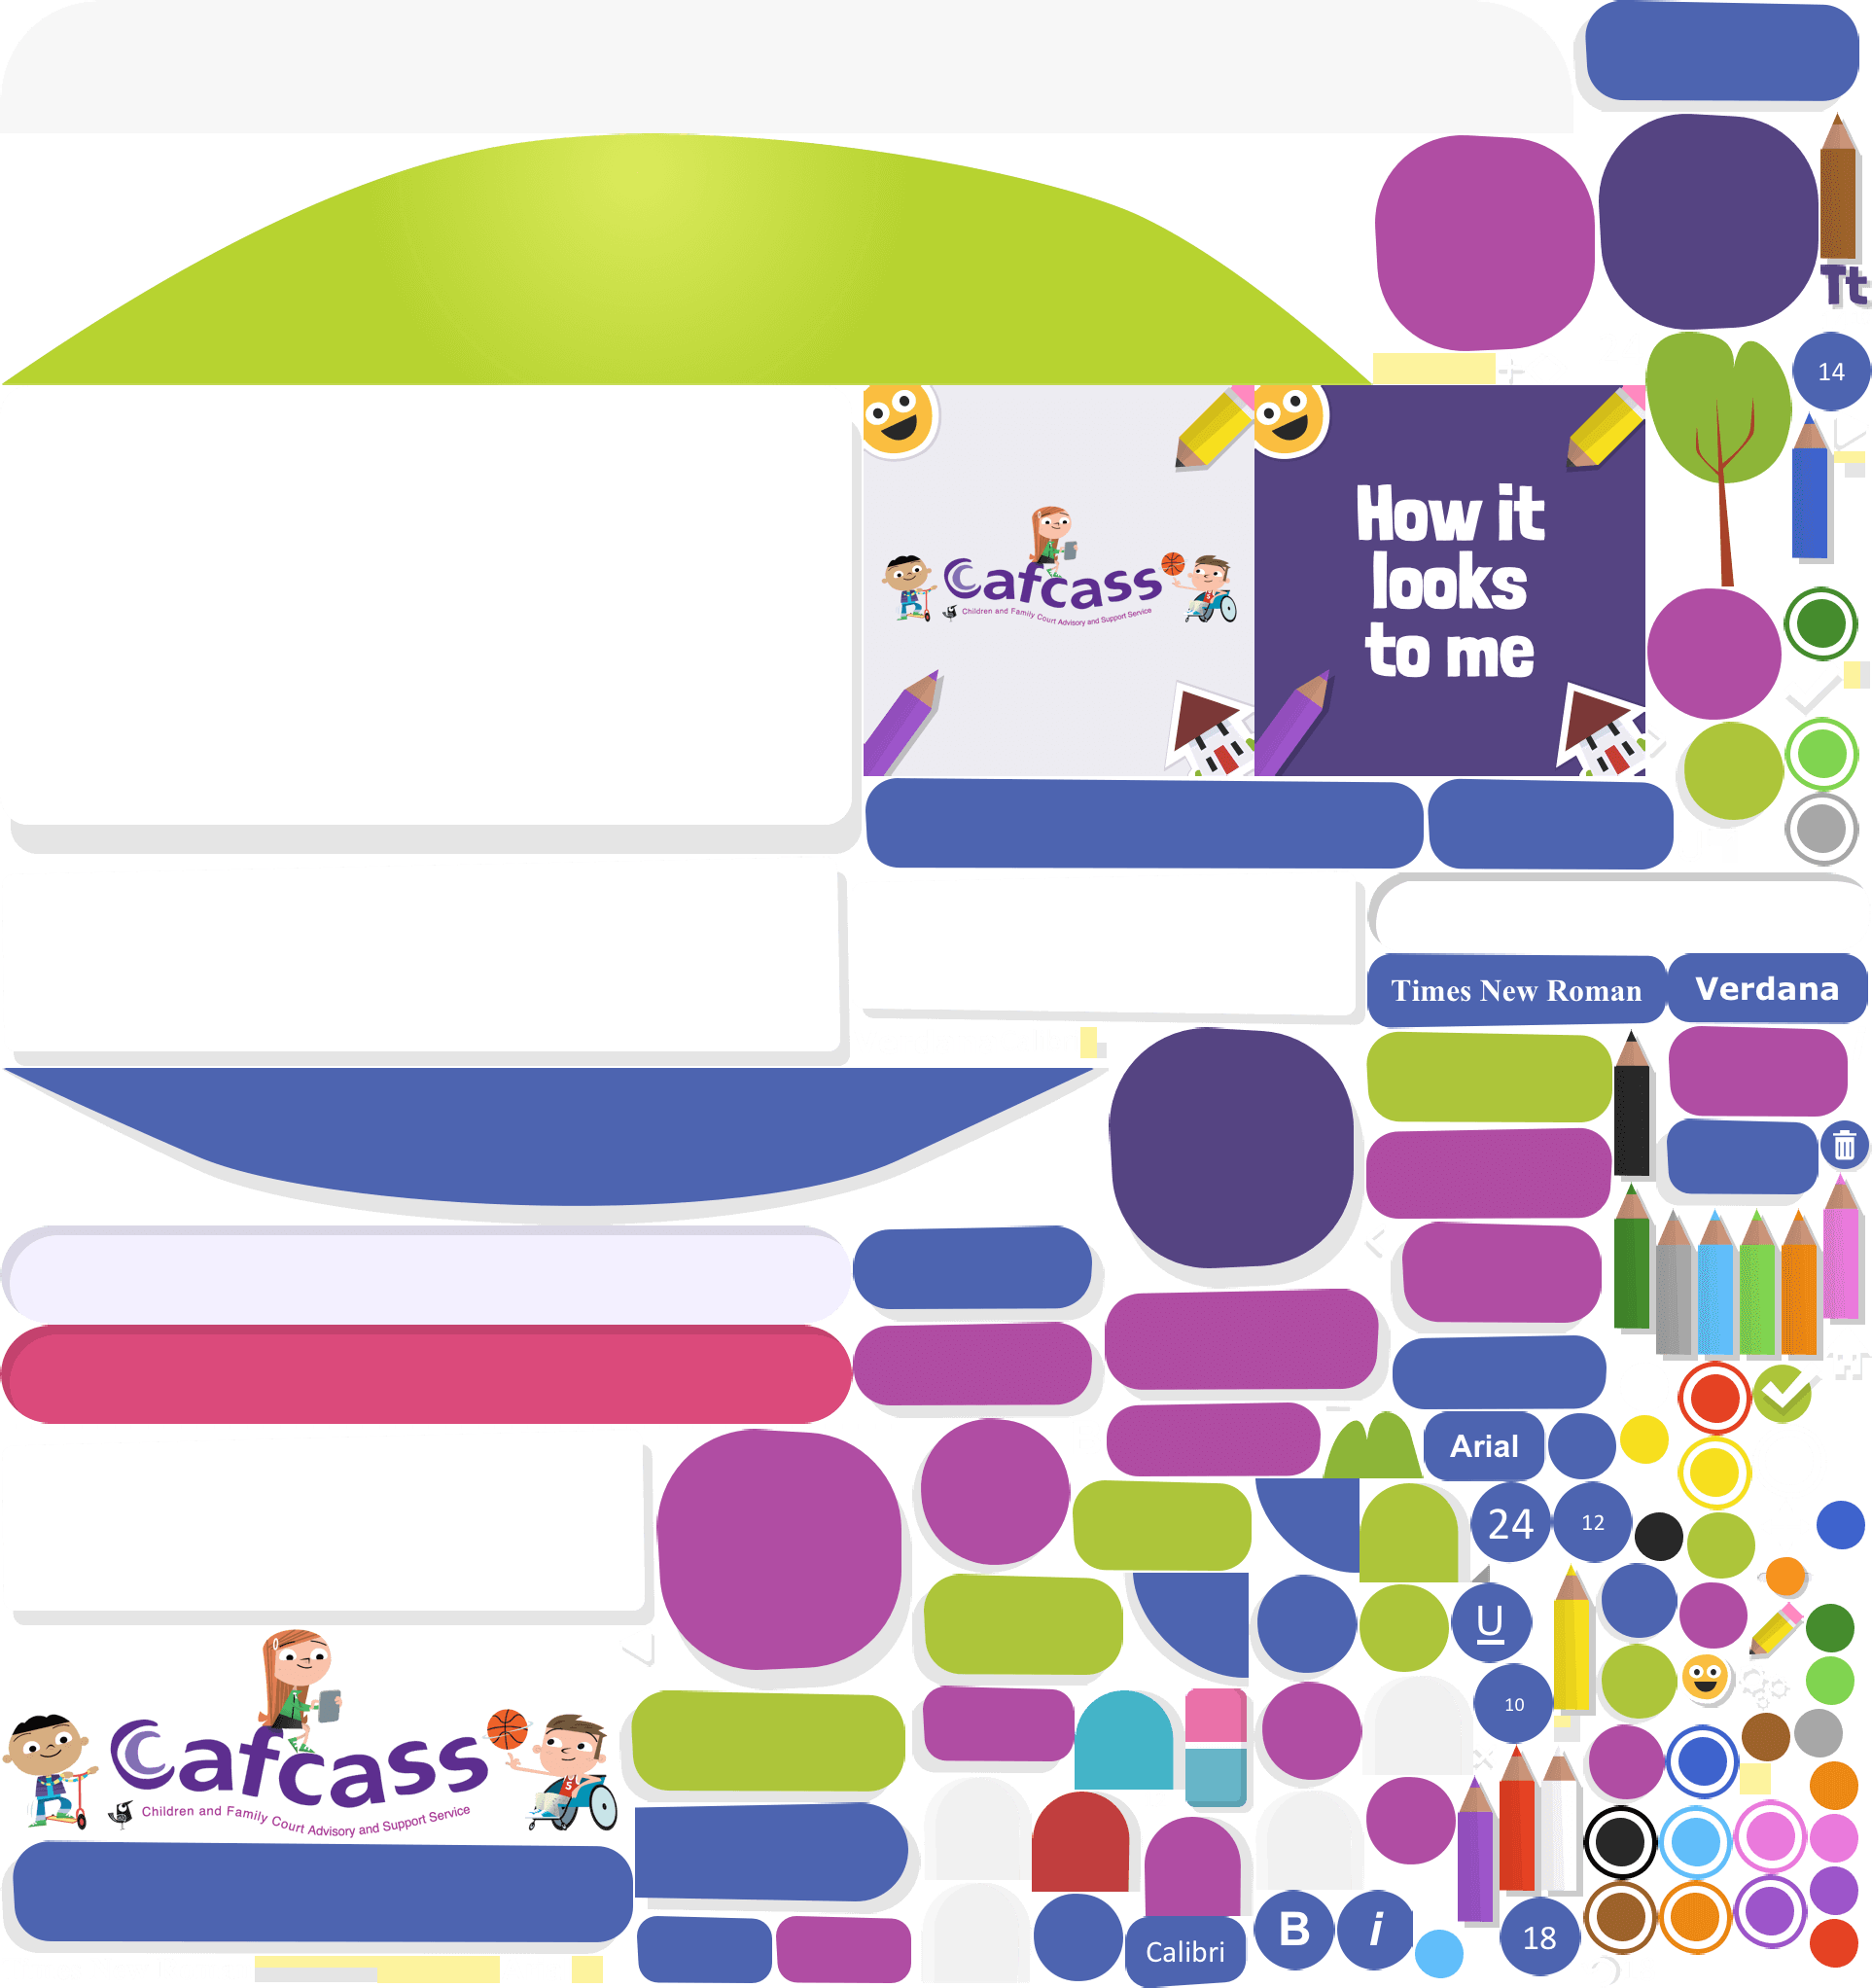 Tt
14
How it
looks
to me
Cafcass
Children and Family Court Advisory and Support Service
Times New Roman
Verdana
Arial
24
12
U
10
Cafcass
Children and Family Court Advisory and Support Service
B
i
18
Calibri